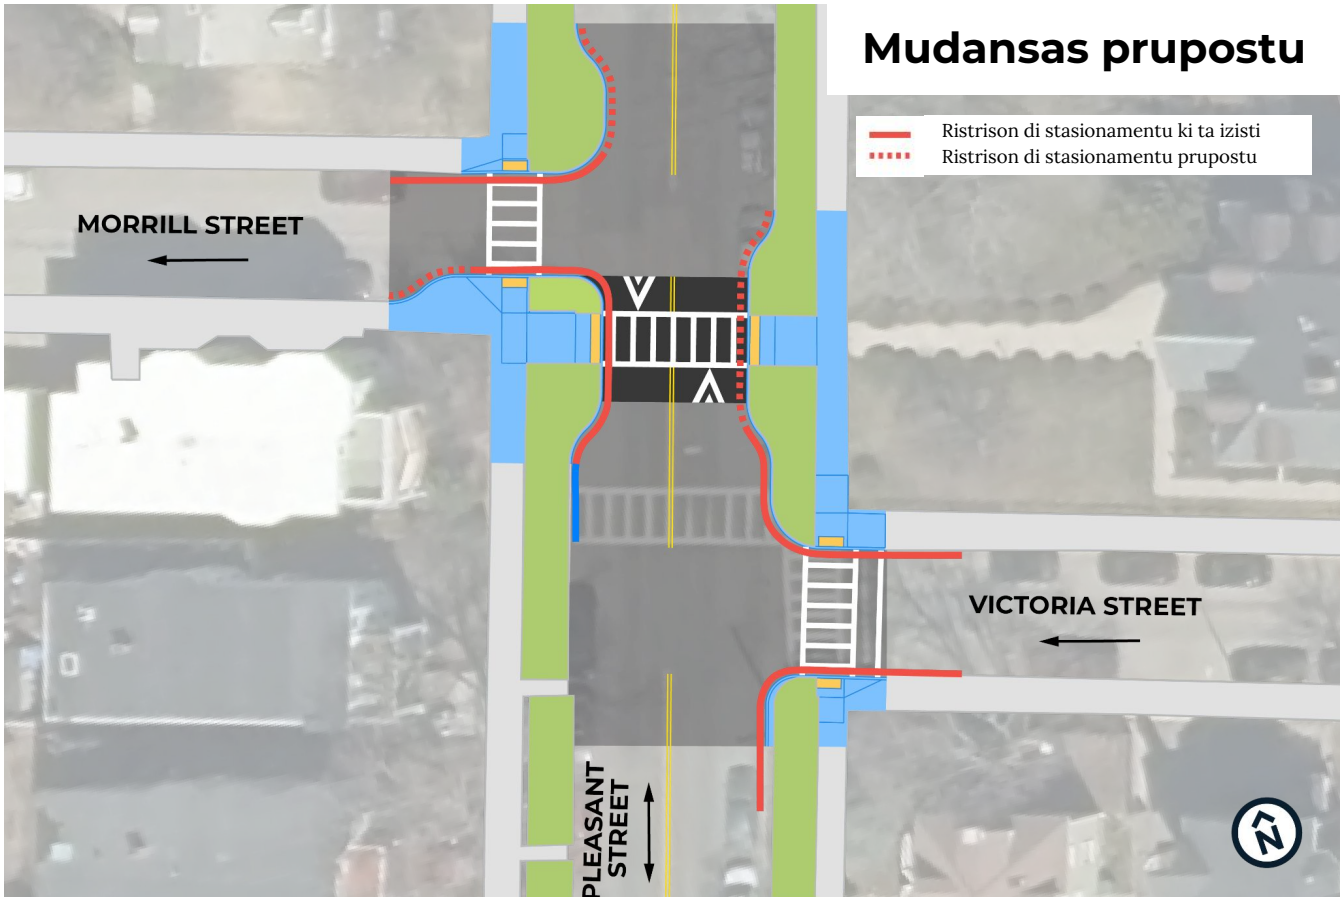 Mudansas prupostu
Ristrison di stasionamentu ki ta izisti
Ristrison di stasionamentu prupostu
MORRILL STREET
VICTORIA STREET
PLEASANT
STREET
N